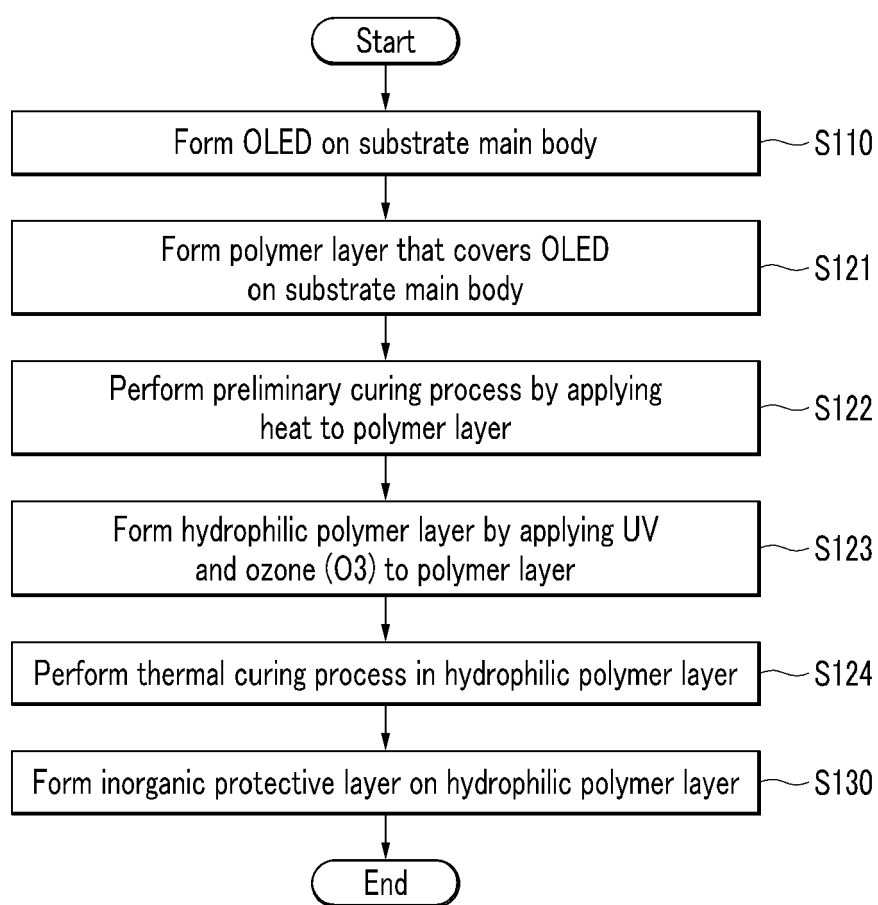 Start
Form OLED on substrate main body
S110
Form polymer layer that covers OLED
on substrate main body
S121
Perform preliminary curing process by applying
heat to polymer layer
S122
Form hydrophilic polymer layer by applying UV
and ozone (O3) to polymer layer
S123
Perform thermal curing process in hydrophilic polymer layer
S124
Form inorganic protective layer on hydrophilic polymer layer
S130
End